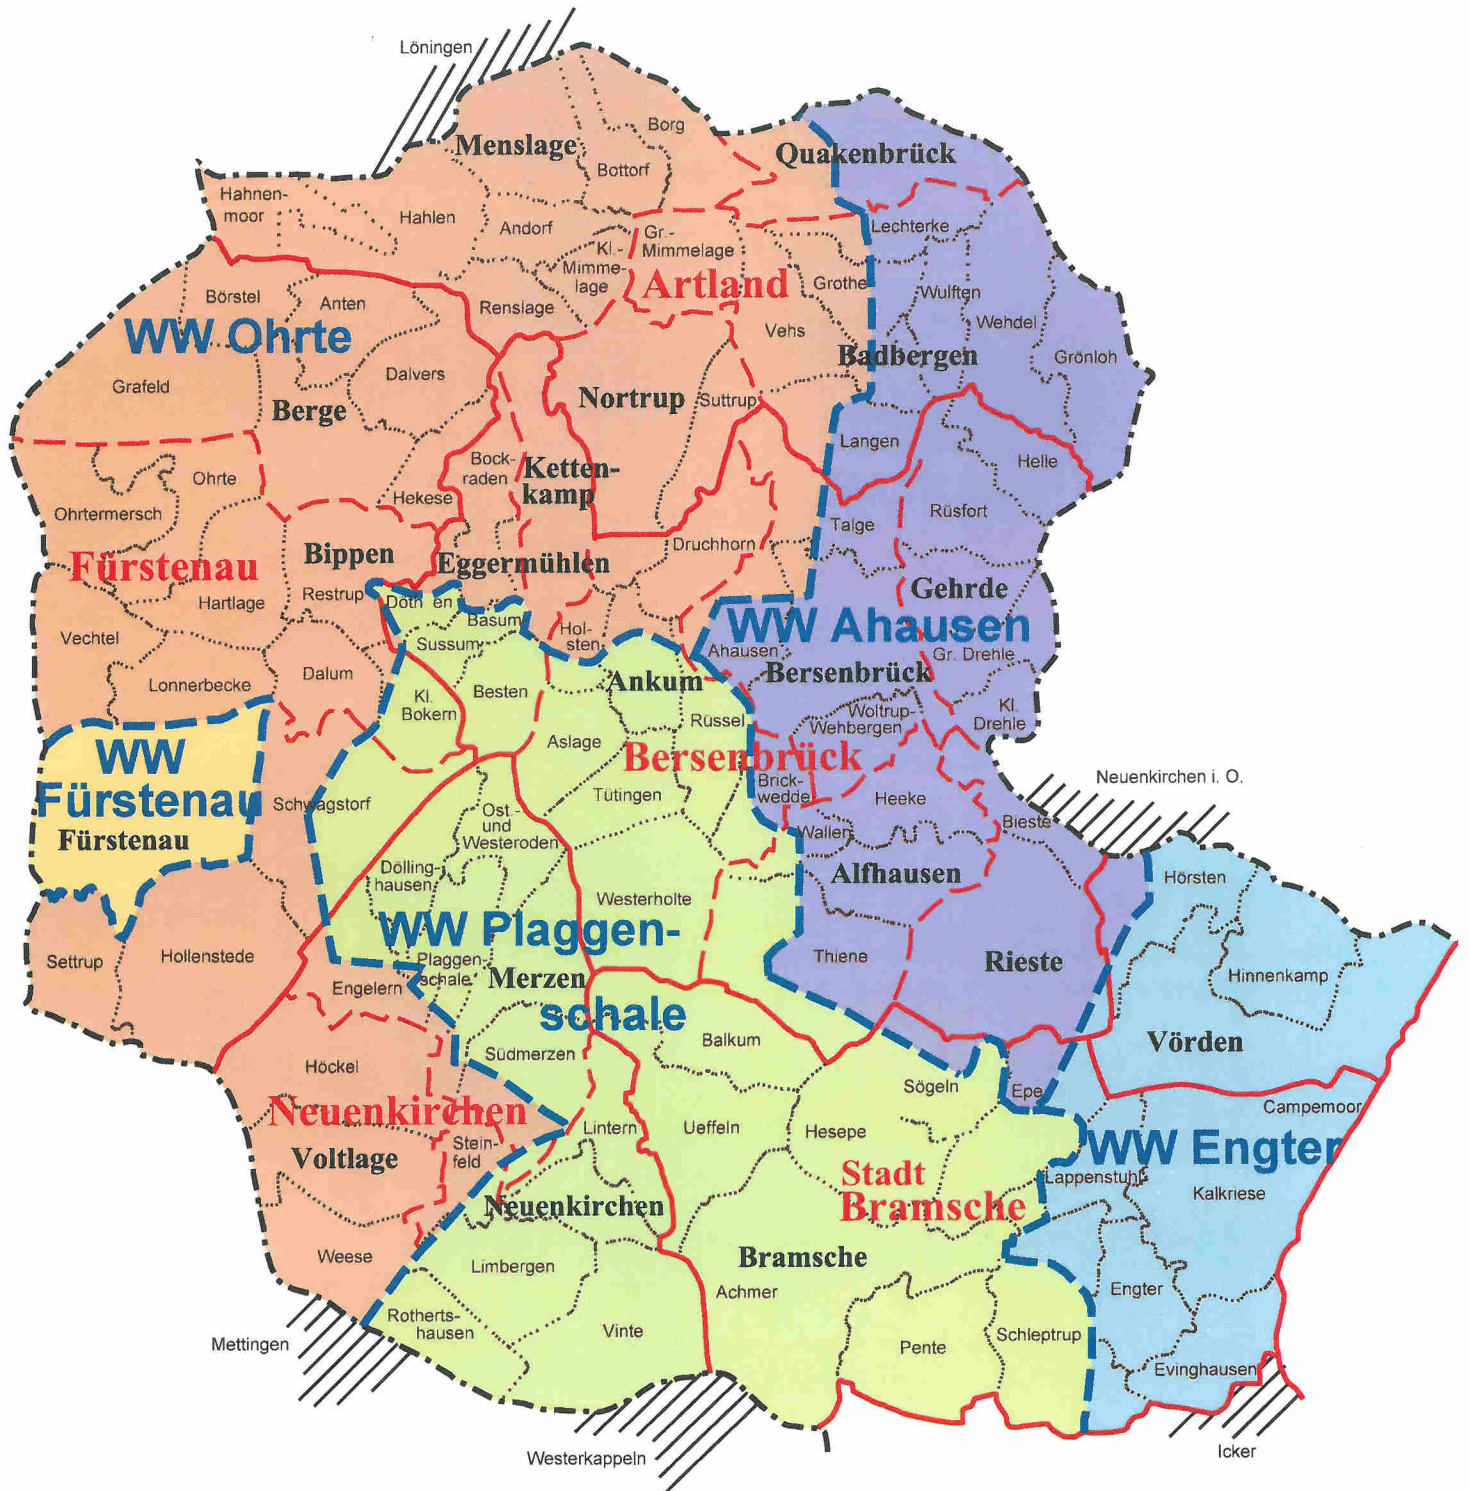 Löningen
Borg
Menslage
Quakenbrück
Bottorf
Hahnen-
moor
Hahlen
Andorf
Lechterke
Gr.-
Mimmelage
Kl.-
Mimme-
lage
Artland
Grothe
Wulften
Börstel
Anten
Renslage
Wehdel
WW Ohrte
Vehs
Badbergen
Grönloh
Grafeld
Dalvers
Berge
Nortrup
Suttrup
Langen
Bock-
raden
Ketten-
kamp
Helle
Ohrte
Hekese
Ohrtermersch
Talge
Rüsfort
Druchhorn
Bippen
Eggermühlen
Fürstenau
Gehrde
Restrup
Hartlage
Döthen
Basum
WW Ahausen
Vechtel
Sussum
Hol-
sten
Ahausen
Gr. Drehle
Bersenbrück
Lonnerbecke
Dalum
Ankum
Kl.
Bokern
Besten
Kl.
Drehle
Rüssel
Woltrup-
Wehbergen
Aslage
WW
Fürstenau
Bersenbrück
Neuenkirchen i. O.
Brick-
wedde
Tütingen
Heeke
Schwagstorf
Ost.-
und
Westeroden
Bieste
Fürstenau
Wallen
Dölling-
hausen
Alfhausen
Hörsten
Westerholte
WW Plaggen-
schale
Settrup
Hollenstede
Plaggen-
schale
Merzen
Thiene
Rieste
Hinnenkamp
Engelern
Balkum
Vörden
Südmerzen
Höckel
Sögeln
Epe
Neuenkirchen
Campemoor
Lintern
Ueffeln
Hesepe
WW Engter
Voltlage
Stein-
feld
Stadt
Bramsche
Lappenstuhl
Kalkriese
Neuenkirchen
Weese
Limbergen
Bramsche
Achmer
Engter
Rotherts-
hausen
Vinte
Pente
Schleptrup
Mettingen
Evinghausen
Westerkappeln
Icker